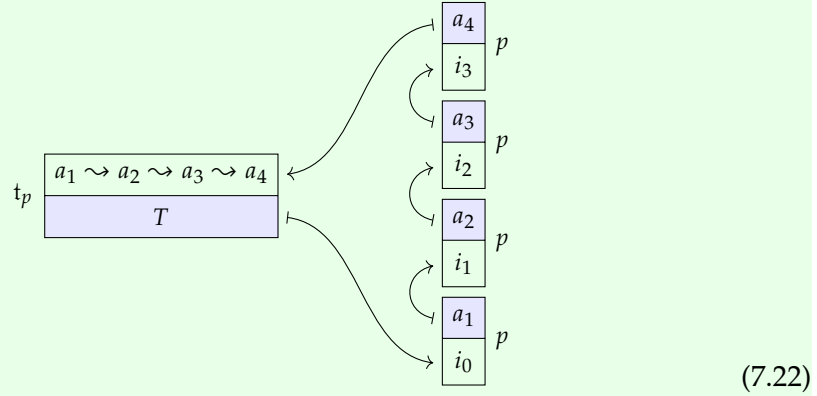 a₄
p
i₃
a₃
p
i₂
a₁ ⇝ a₂ ⇝ a₃ ⇝ a₄
tₚ
T
a₂
p
i₁
a₁
p
i₀
(7.22)